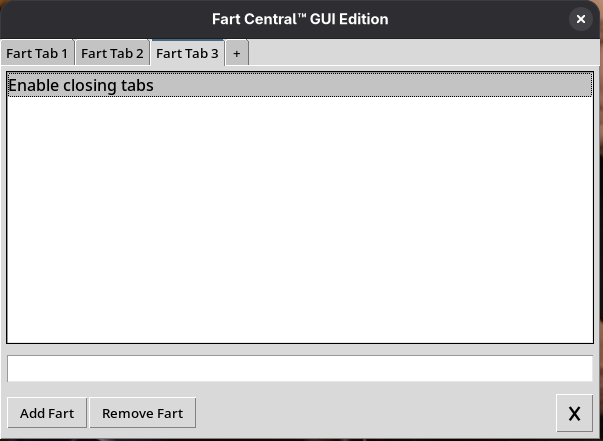 Fart Central™ GUI Edition
Fart Tab 1 Fart Tab 2 Fart Tab 3 +
Enable closing tabs
Add Fart Remove Fart X